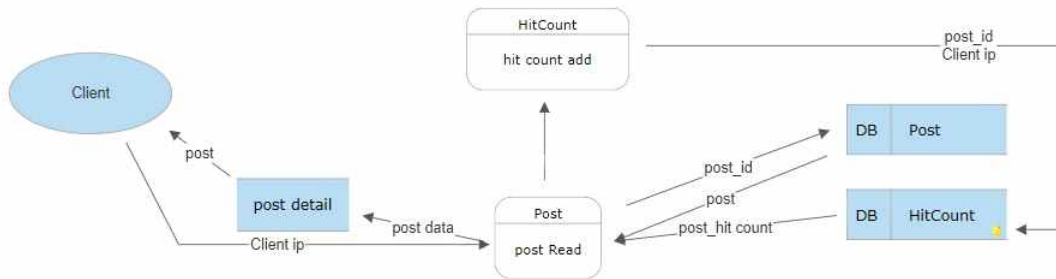 HitCount
hit count add
post_id
Client ip
Client
DB
Post
post
post_id
post detail
post
Post
DB
HitCount
post data
post_hit count
Client ip
post Read